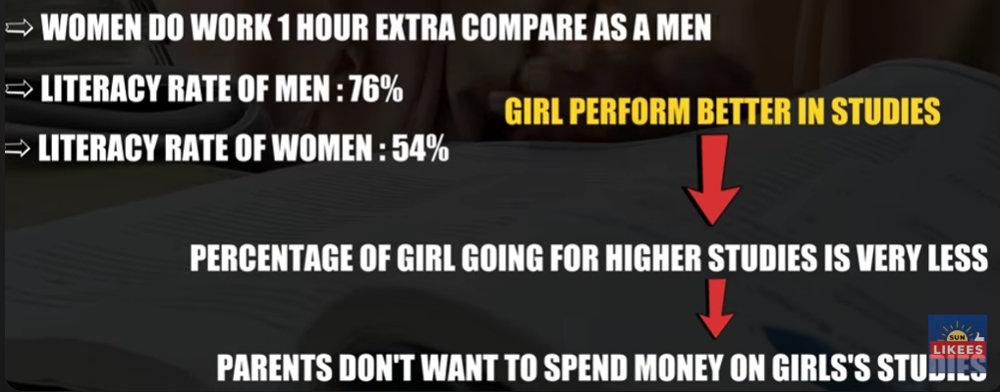 ⇨ WOMEN DO WORK 1 HOUR EXTRA COMPARE AS A MEN
⇨ LITERACY RATE OF MEN : 76%
⇨ LITERACY RATE OF WOMEN : 54%
GIRL PERFORM BETTER IN STUDIES
PERCENTAGE OF GIRL GOING FOR HIGHER STUDIES IS VERY LESS
PARENTS DON'T WANT TO SPEND MONEY ON GIRLS'S STUDIES
SUN
LIKEES